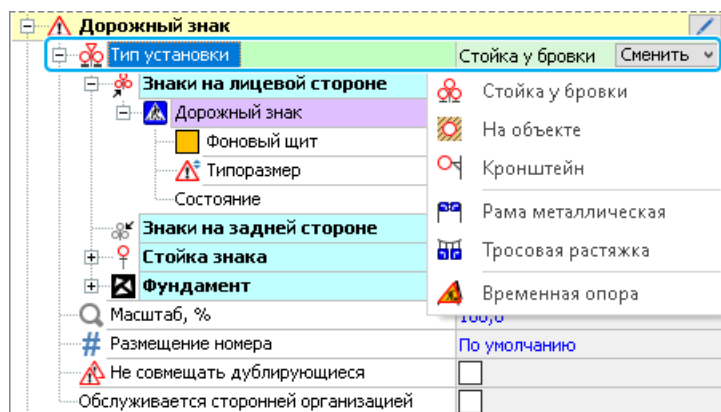 Дорожный знак
Тип установки Стойка у бровки Сменить
Знаки на лицевой стороне Стойка у бровки
Дорожный знак На объекте
Фоновый щит Кронштейн
Типоразмер
Состояние Рама металлическая
Знаки на задней стороне
Стойка знака Тросовая растяжка
Фундамент Временная опора
Масштаб, % 100,0
# Размещение номера По умолчанию
Не совмещать дублирующиеся
Обслуживается сторонней организацией